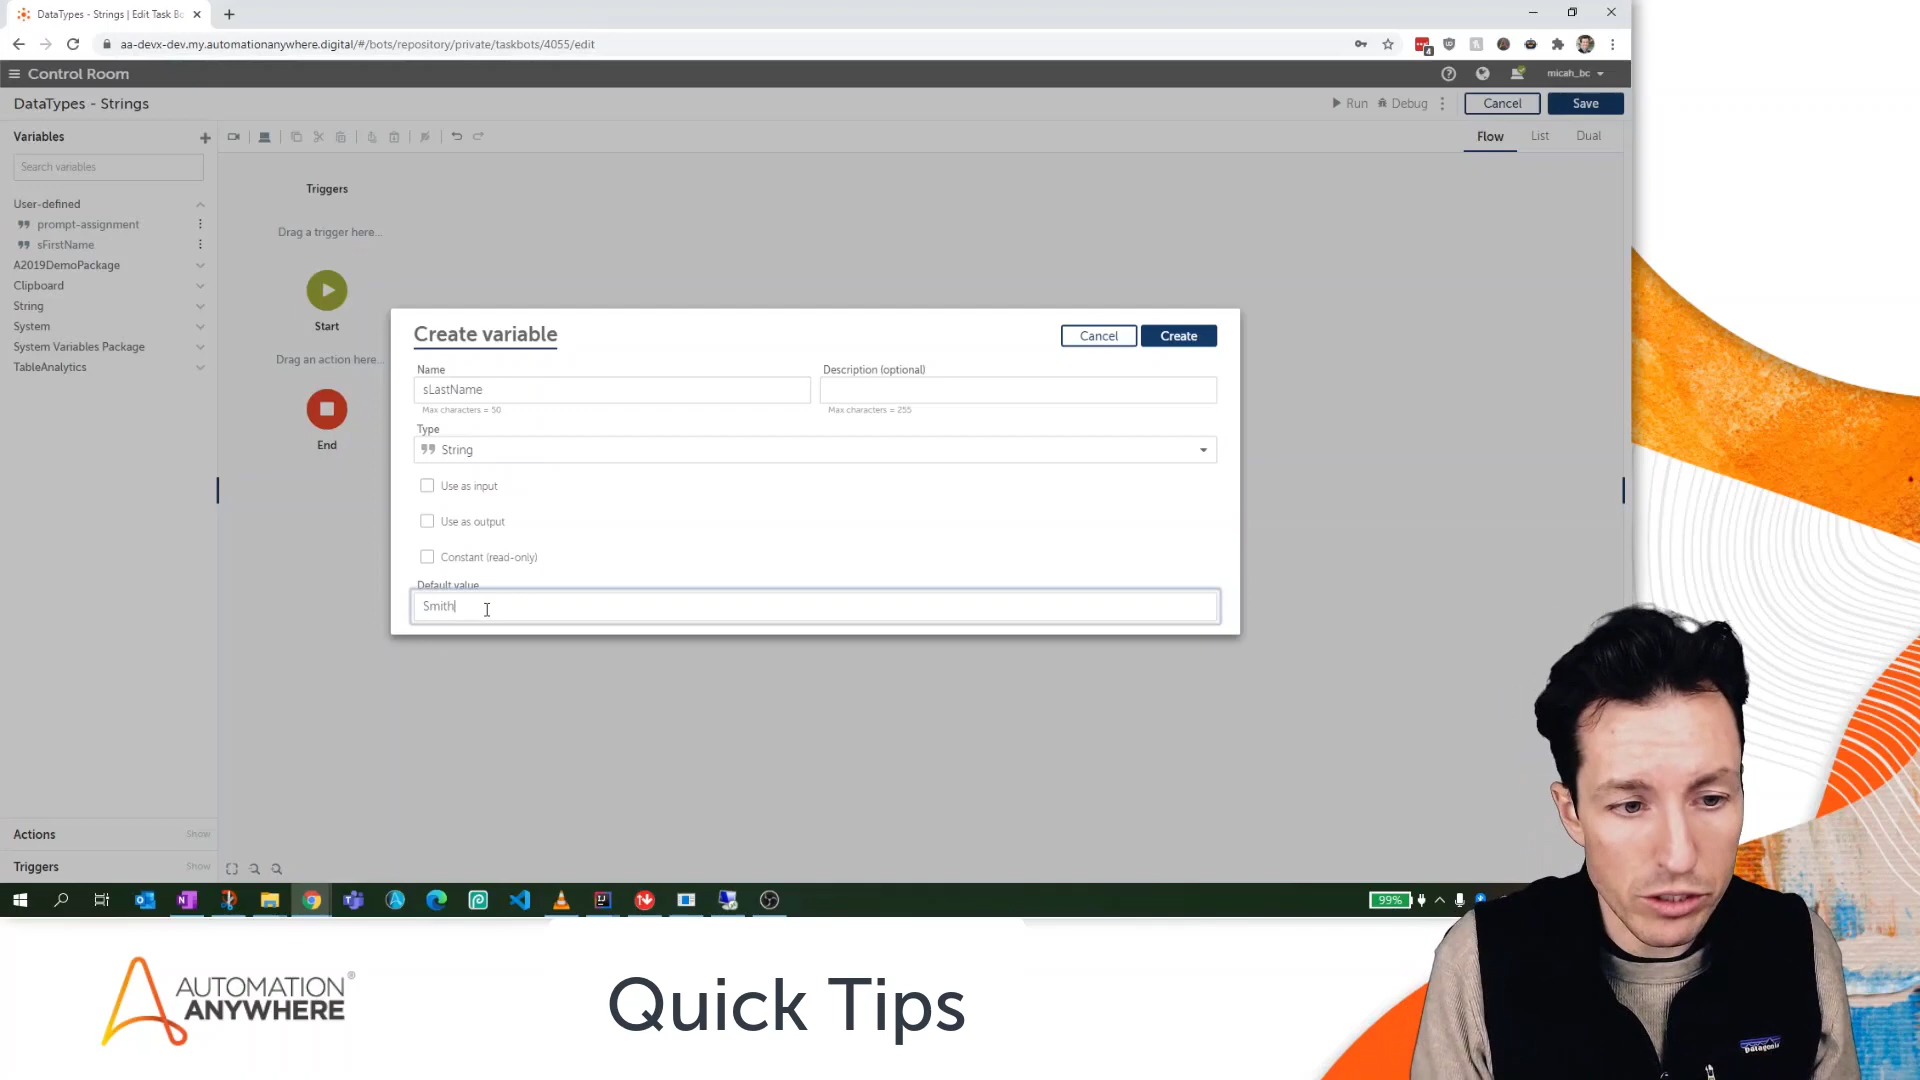 DataTypes - Strings | Edit Task Bo
aa-devx-dev.my.automationanywhere.digital/#/bots/repository/private/taskbots/4055/edit
Control Room
micah_bc
DataTypes - Strings
Run
Debug
Cancel
Save
Variables
Flow
List
Dual
Search variables
Triggers
User-defined
prompt-assignment
sFirstName
A2019DemoPackage
Clipboard
String
System
System Variables Package
TableAnalytics
Drag a trigger here...
Start
Drag an action here...
End
Create variable
Cancel
Create
Name
Description (optional)
sLastName
Max characters = 50
Max characters = 255
Type
String
Use as input
Use as output
Constant (read-only)
Default value
Smith
Actions
Show
Triggers
Show
99%
AUTOMATION
ANYWHERE
®
Quick Tips
patagonia